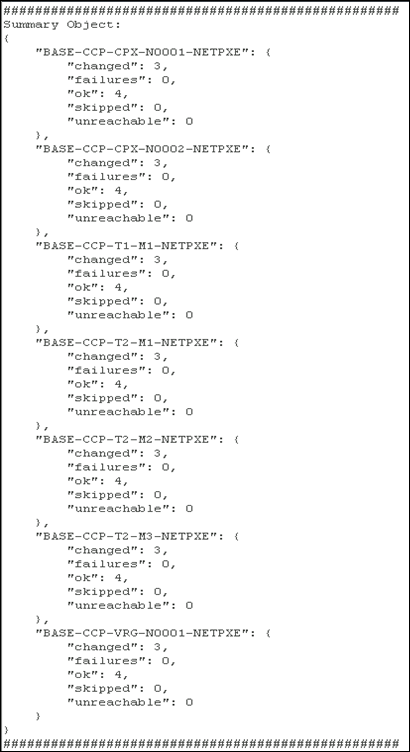 ##################################################
Summary Object:
{
    "BASE-CCP-CPX-N0001-NETPXE": {
        "changed": 3,
        "failures": 0,
        "ok": 4,
        "skipped": 0,
        "unreachable": 0
    },
    "BASE-CCP-CPX-N0002-NETPXE": {
        "changed": 3,
        "failures": 0,
        "ok": 4,
        "skipped": 0,
        "unreachable": 0
    },
    "BASE-CCP-T1-M1-NETPXE": {
        "changed": 3,
        "failures": 0,
        "ok": 4,
        "skipped": 0,
        "unreachable": 0
    },
    "BASE-CCP-T2-M1-NETPXE": {
        "changed": 3,
        "failures": 0,
        "ok": 4,
        "skipped": 0,
        "unreachable": 0
    },
    "BASE-CCP-T2-M2-NETPXE": {
        "changed": 3,
        "failures": 0,
        "ok": 4,
        "skipped": 0,
        "unreachable": 0
    },
    "BASE-CCP-T2-M3-NETPXE": {
        "changed": 3,
        "failures": 0,
        "ok": 4,
        "skipped": 0,
        "unreachable": 0
    },
    "BASE-CCP-VRG-N0001-NETPXE": {
        "changed": 3,
        "failures": 0,
        "ok": 4,
        "skipped": 0,
        "unreachable": 0
    }
}
##################################################